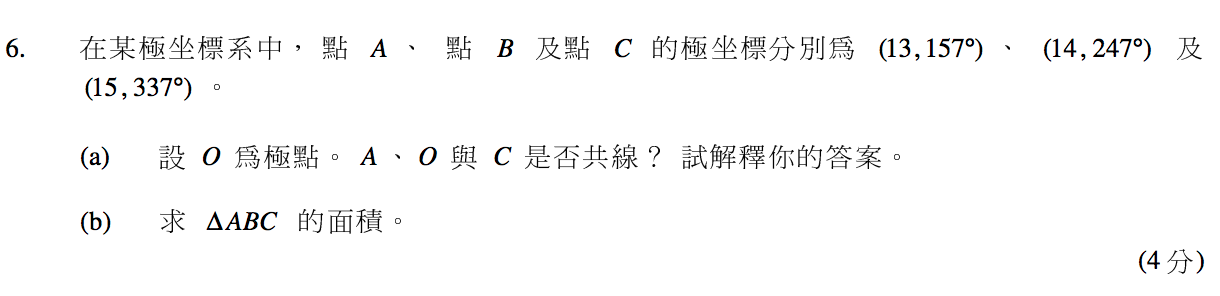 6. 在某極坐標系中，點 A、點 B 及點 C 的極坐標分別爲 (13, 157°)、(14, 247°) 及
(15, 337°)。
(a) 設 O 爲極點。A、O 與 C 是否共線？試解釋你的答案。
(b) 求 ΔABC 的面積。
(4 分)